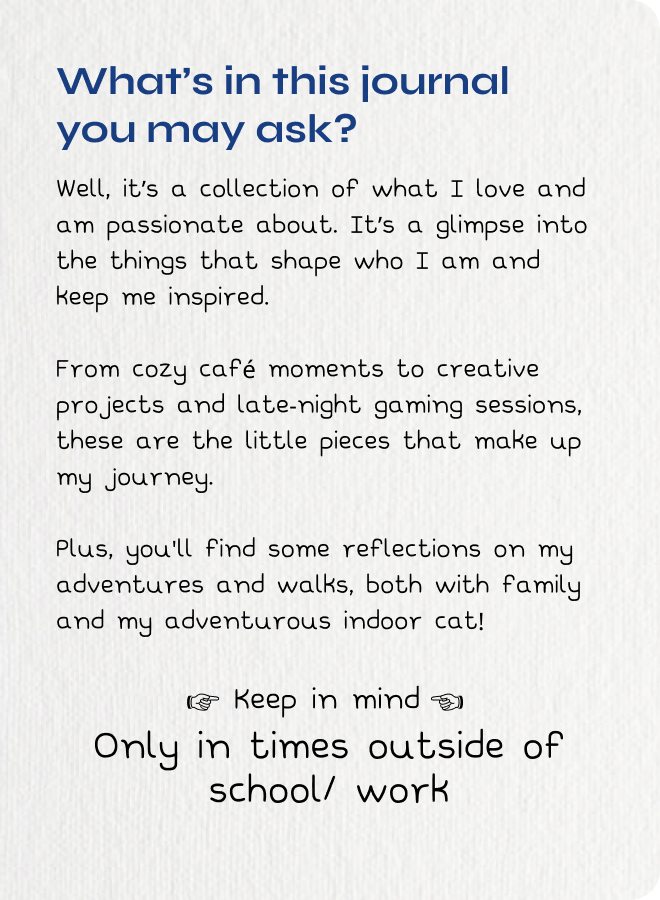 What's in this journal
you may ask?
Well, it's a collection of what I love and
am passionate about. It's a glimpse into
the things that shape who I am and
keep me inspired.
From cozy café moments to creative
projects and late-night gaming sessions,
these are the little pieces that make up
my journey.
Plus, you'll find some reflections on my
adventures and walks, both with family
and my adventurous indoor cat!
☞ Keep in mind ☜
Only in times outside of
school/ work